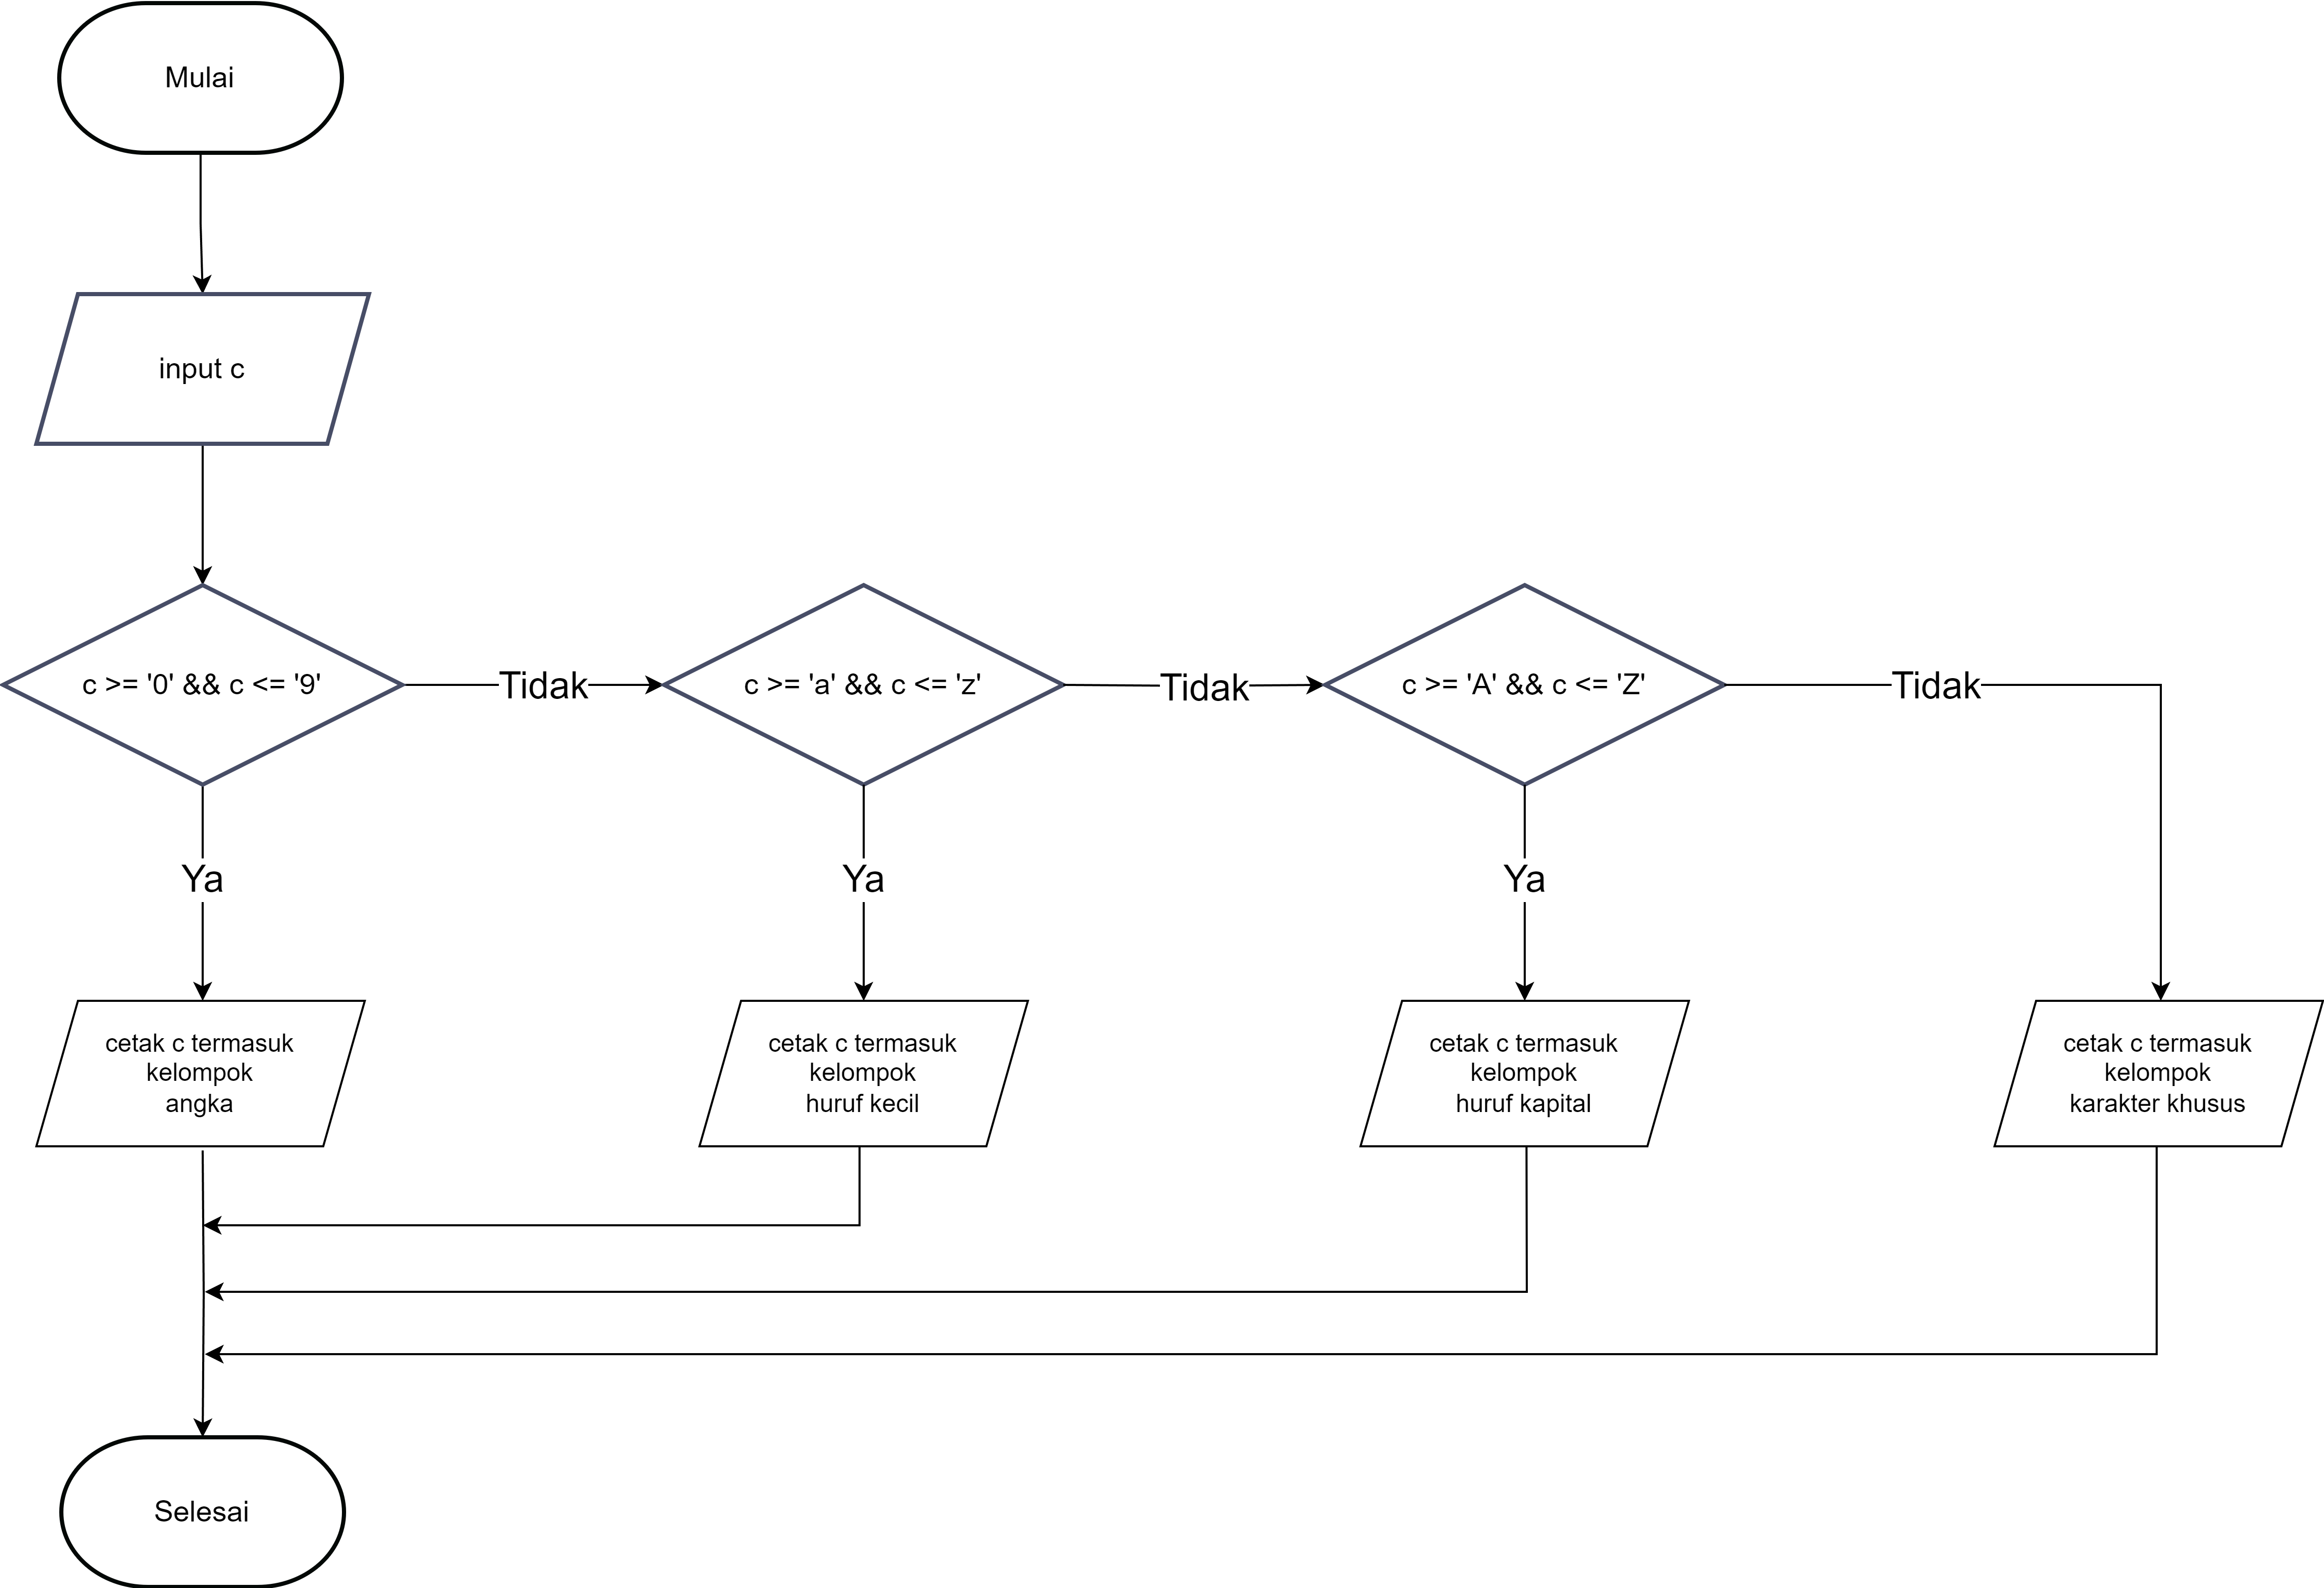 Mulai
input c
c >= '0' && c <= '9'
Tidak
c >= 'a' && c <= 'z'
Tidak
c >= 'A' && c <= 'Z'
Tidak
Ya
Ya
Ya
cetak c termasuk
kelompok
angka
cetak c termasuk
kelompok
huruf kecil
cetak c termasuk
kelompok
huruf kapital
cetak c termasuk
kelompok
karakter khusus
Selesai